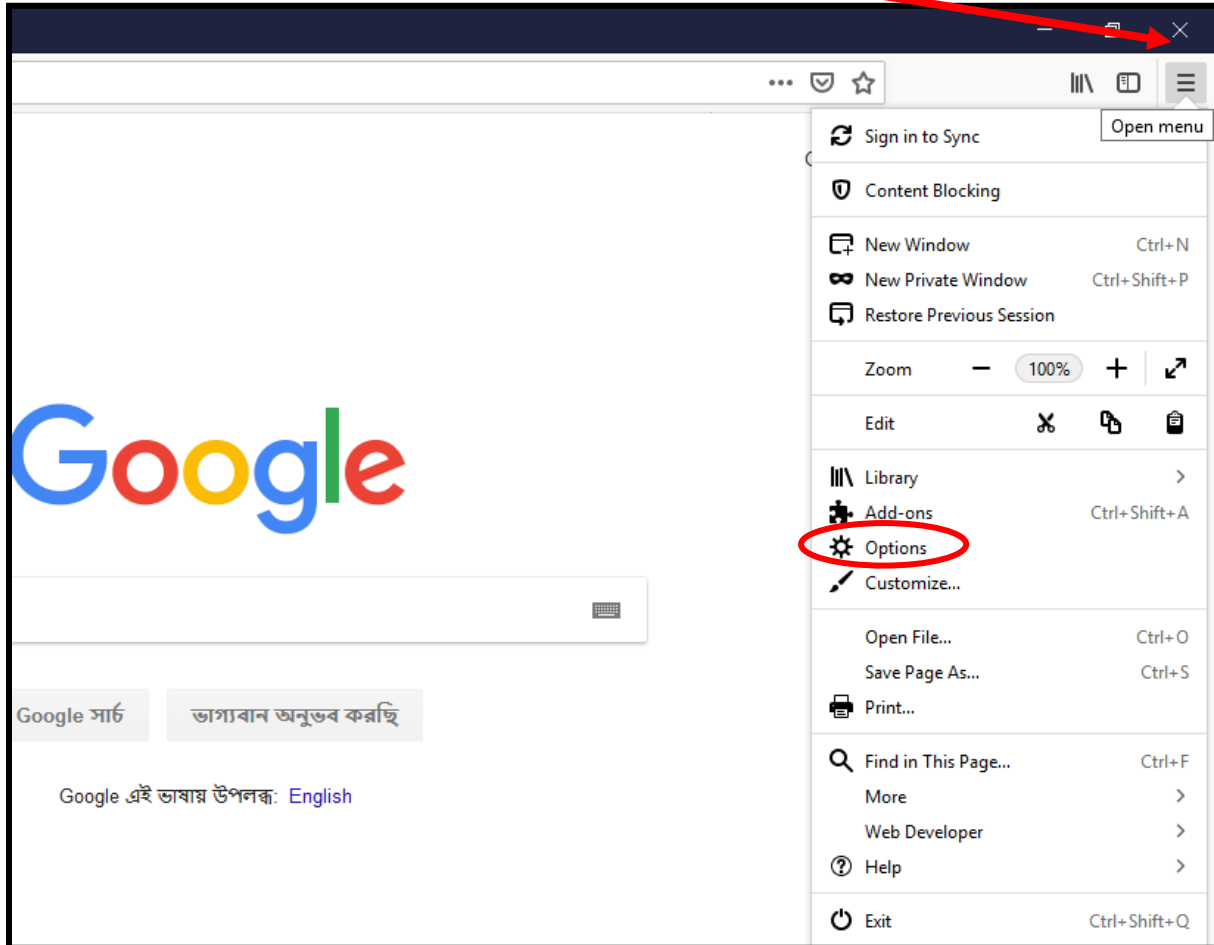 Open menu
Sign in to Sync
Content Blocking
New Window Ctrl+N
New Private Window Ctrl+Shift+P
Restore Previous Session
Zoom 100%
Edit
Library
Add-ons Ctrl+Shift+A
Options
Customize...
Open File... Ctrl+O
Save Page As... Ctrl+S
Print...
Find in This Page... Ctrl+F
More
Web Developer
Help
Exit Ctrl+Shift+Q
Google
Google সার্চ ভাগ্যবান অনুভব করছি
Google এই ভাষায় উপলব্ধ: English